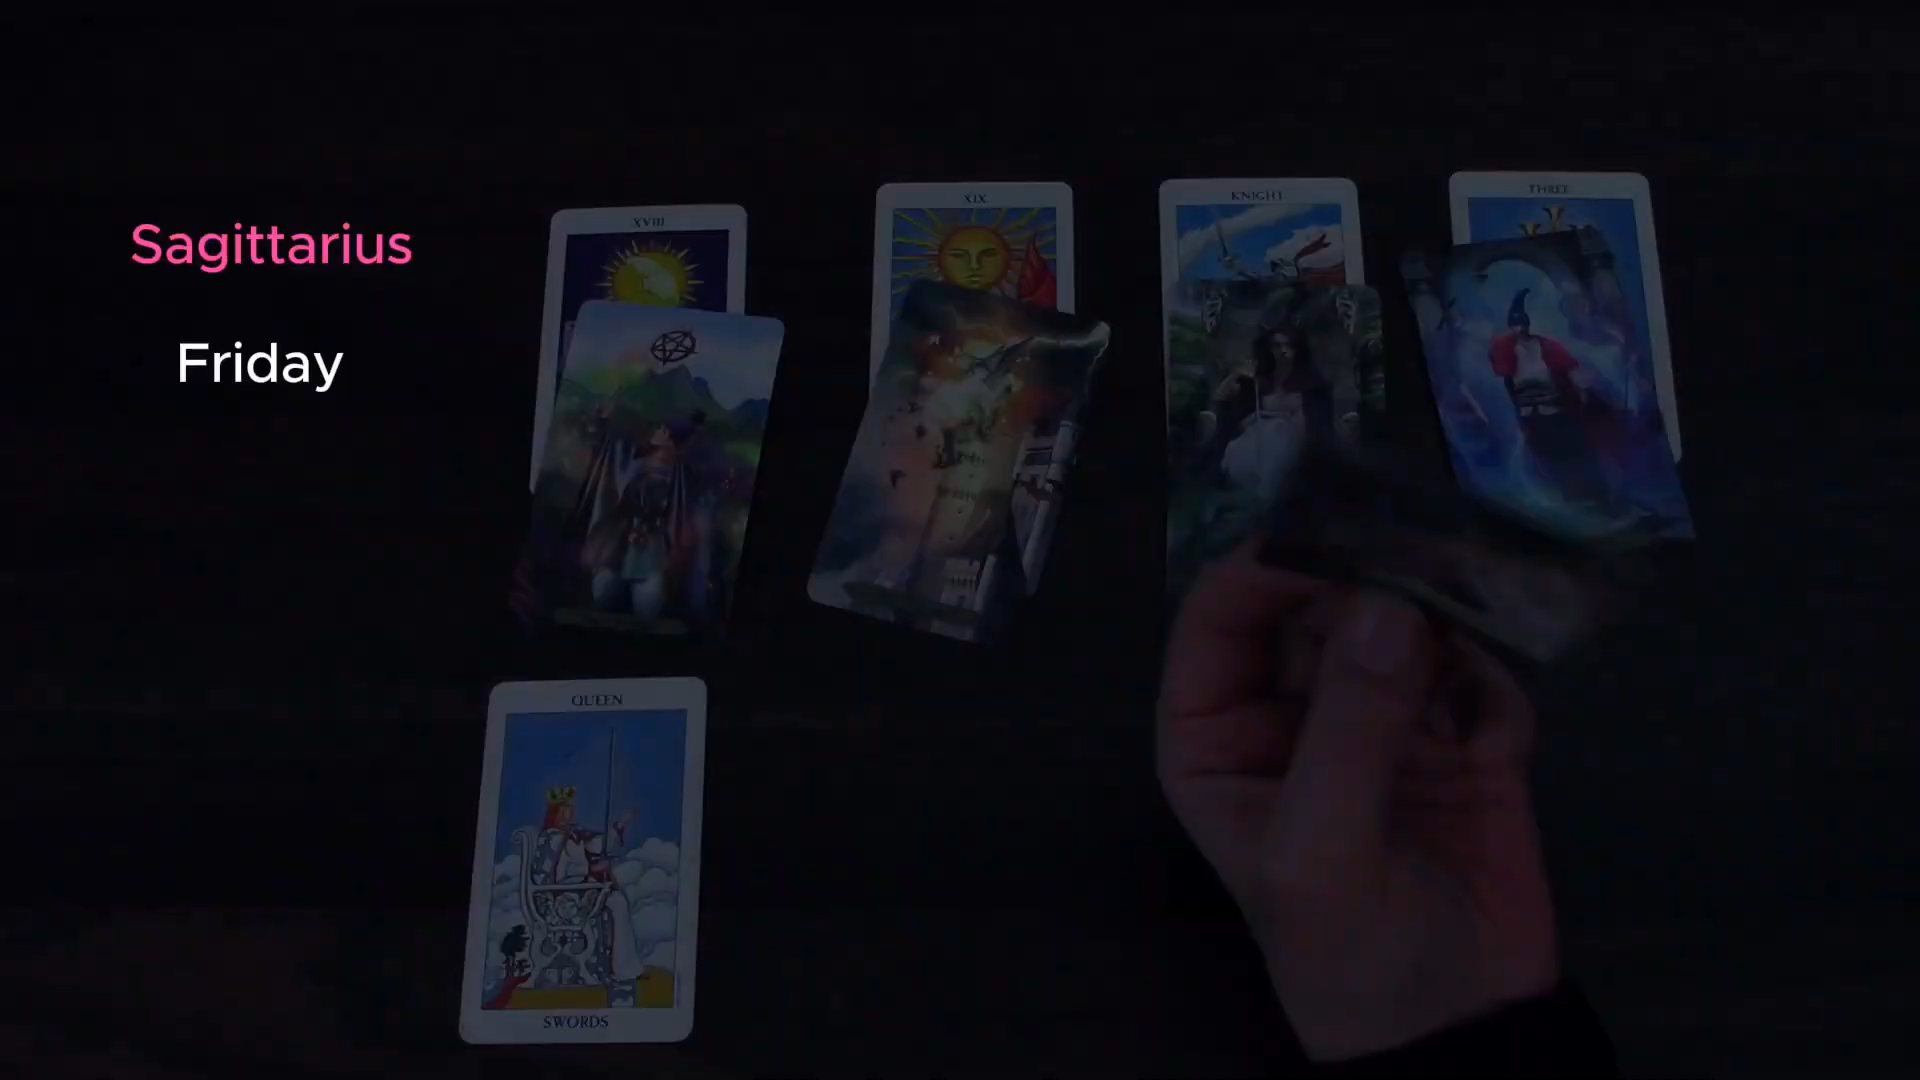 Sagittarius
Friday
XVIII
XIX
KNIGHT
THREE
QUEEN
SWORDS